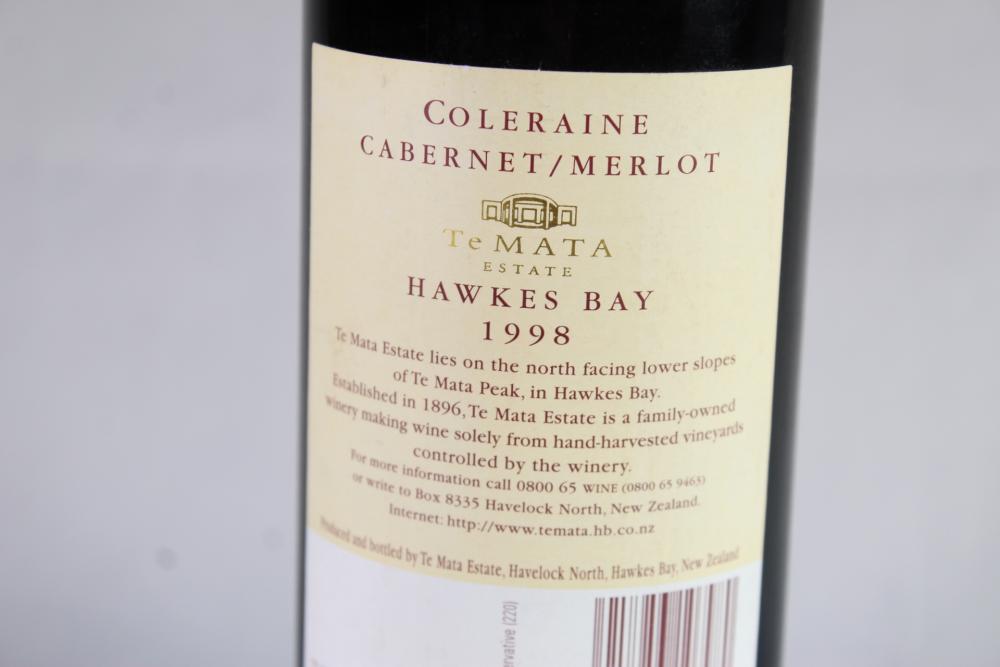 COLERAINE
CABERNET/MERLOT
Te MATA
ESTATE
HAWKES BAY
1998
Te Mata Estate lies on the north facing lower slopes
of Te Mata Peak, in Hawkes Bay.
Established in 1896, Te Mata Estate is a family-owned
winery making wine solely from hand-harvested vineyards
controlled by the winery.
For more information call 0800 65 WINE (0800 65 9463)
or write to Box 8335 Havelock North, New Zealand.
Internet: http://www.temata.hb.co.nz
Produced and bottled by Te Mata Estate, Havelock North, Hawkes Bay, New Zealand
(220)